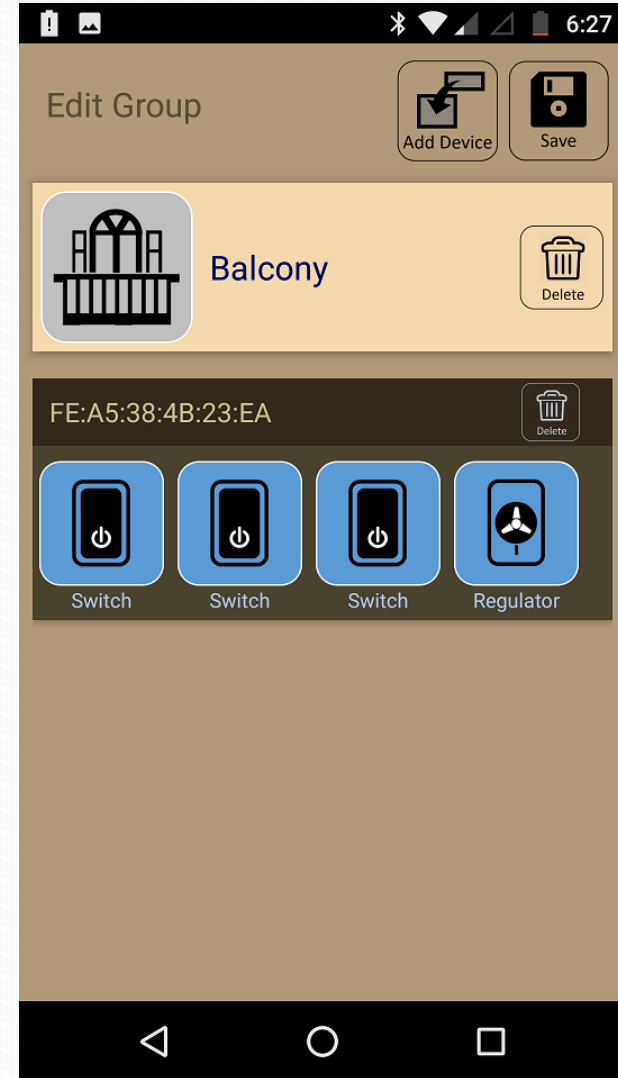 6:27
Edit Group
Add Device
Save
Balcony
Delete
FE:A5:38:4B:23:EA
Delete
Switch Switch Switch Regulator